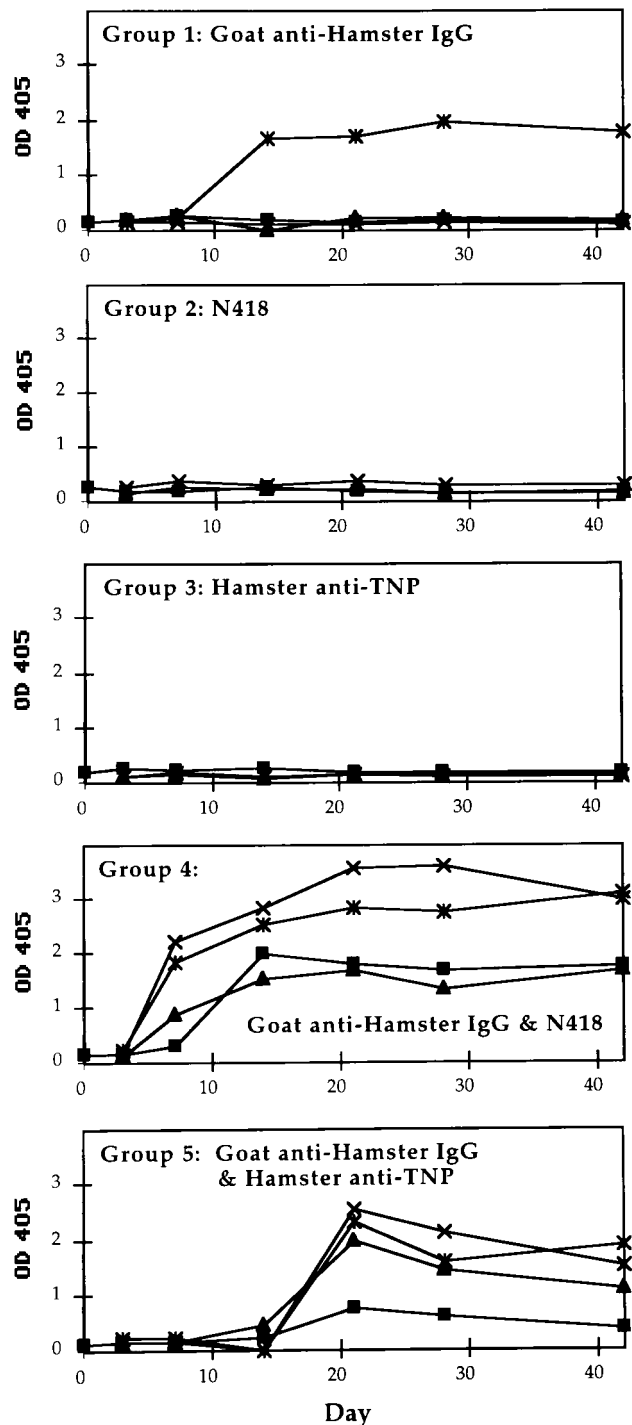 Group 1: Goat anti-Hamster IgG
OD 405
3
2
1
0
0 10 20 30 40
Group 2: N418
OD 405
3
2
1
0
0 10 20 30 40
Group 3: Hamster anti-TNP
OD 405
3
2
1
0
0 10 20 30 40
Group 4:
OD 405
3
2
1
0
Goat anti-Hamster IgG & N418
0 10 20 30 40
Group 5: Goat anti-Hamster IgG
& Hamster anti-TNP
OD 405
3
2
1
0
0 10 20 30 40
Day